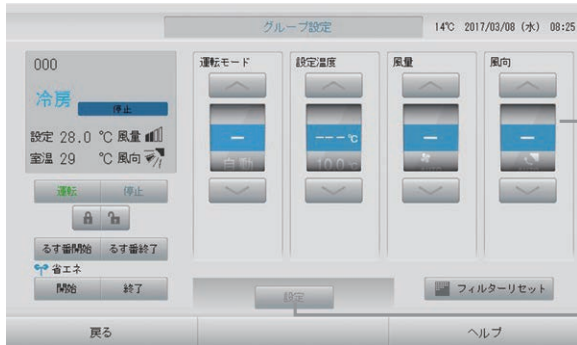 グループ設定
14℃ 2017/03/08 (水) 08:25
000
冷房
停止
設定 28.0 ℃ 風量
室温 29 ℃ 風向
運転 停止
るす番開始 るす番終了
省エネ
開始 終了
運転モード
ー
自動
設定温度
---℃
10.0
風量
ー
風向
ー
設定
フィルターリセット
戻る
ヘルプ